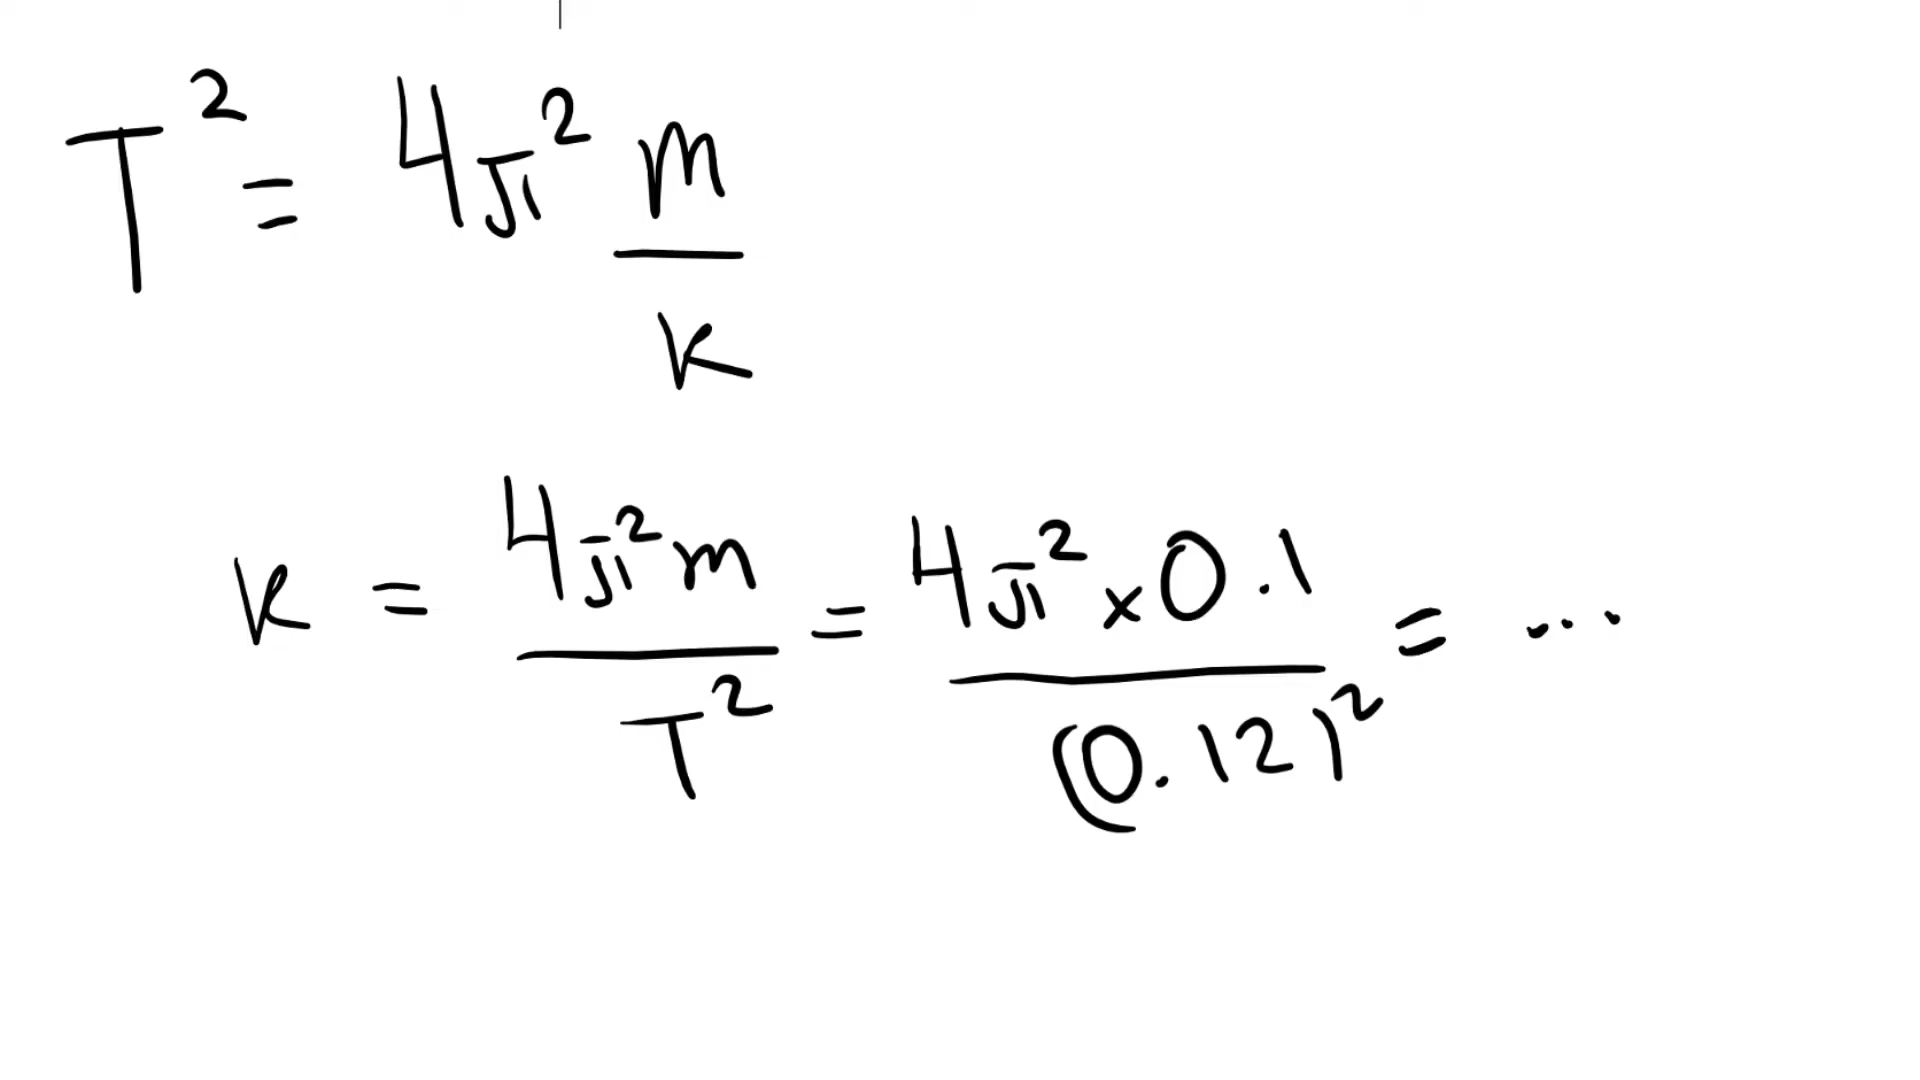 T² = 4π² m/k
k = 4π²m/T² = 4π² x 0.1/(0.12)² = ...